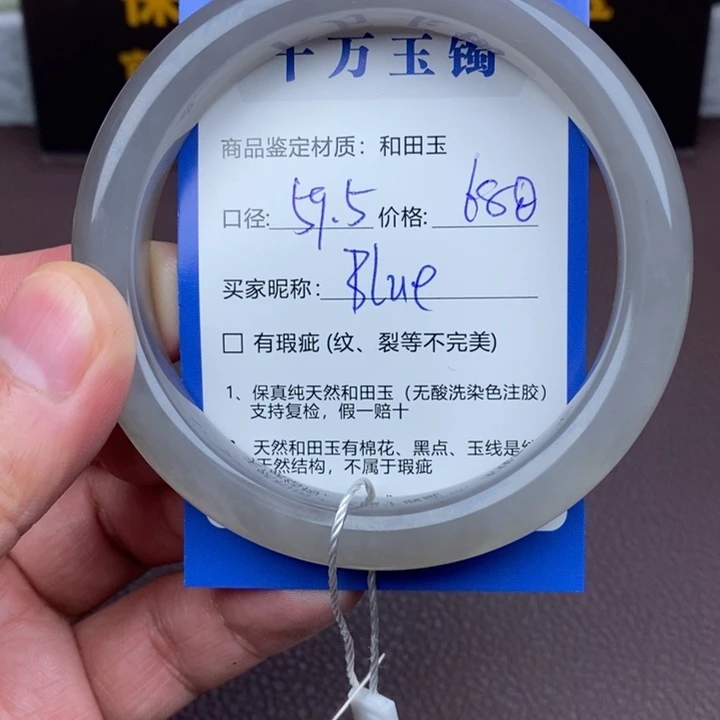 十万玉镯
商品鉴定材质：和田玉
口径: 59.5 价格: 680
买家昵称: Blue
□ 有瑕疵 (纹、裂等不完美)
1、保真纯天然和田玉（无酸洗染色注胶）
支持复检，假一赔十
天然和田玉有棉花、黑点、玉线是
天然结构，不属于瑕疵